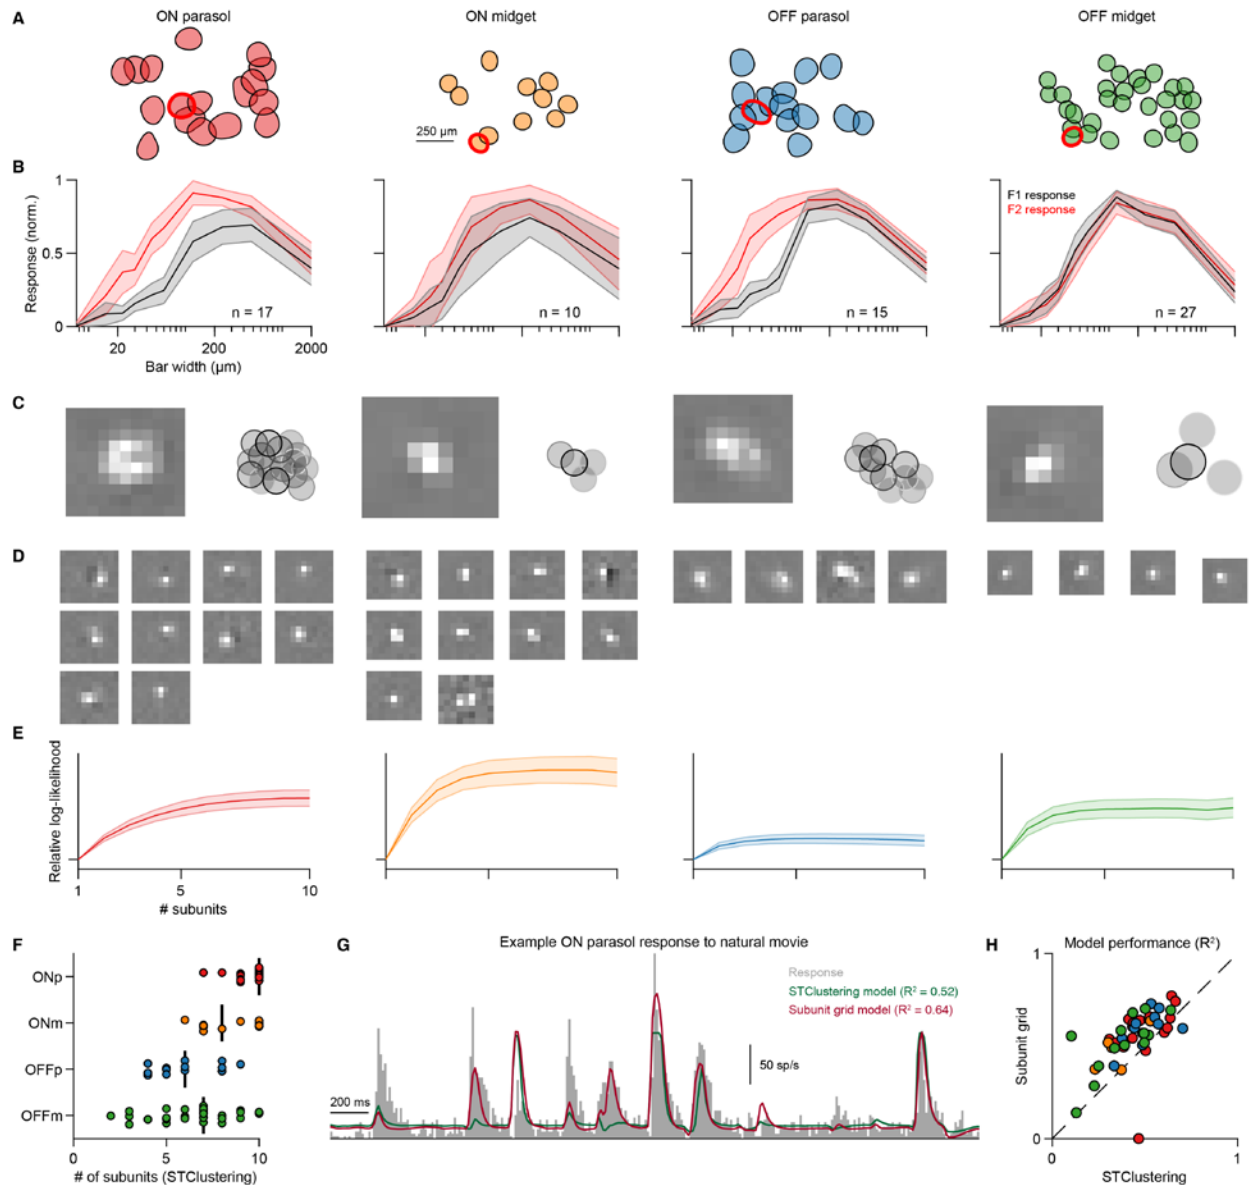 A
ON parasol
ON midget
OFF parasol
OFF midget
250 µm
B
Response (norm.)
1
0.5
0
n = 17
n = 10
n = 15
F1 response
F2 response
n = 27
20
200
2000
Bar width (µm)
C
D
E
Relative log-likelihood
1
5
10
# subunits
F
ONp
ONm
OFFp
OFFm
0
5
10
# of subunits (STClustering)
G
Example ON parasol response to natural movie
Response
STClustering model (R² = 0.52)
Subunit grid model (R² = 0.64)
50 sp/s
200 ms
H
Model performance (R²)
1
Subunit grid
0
0
1
STClustering